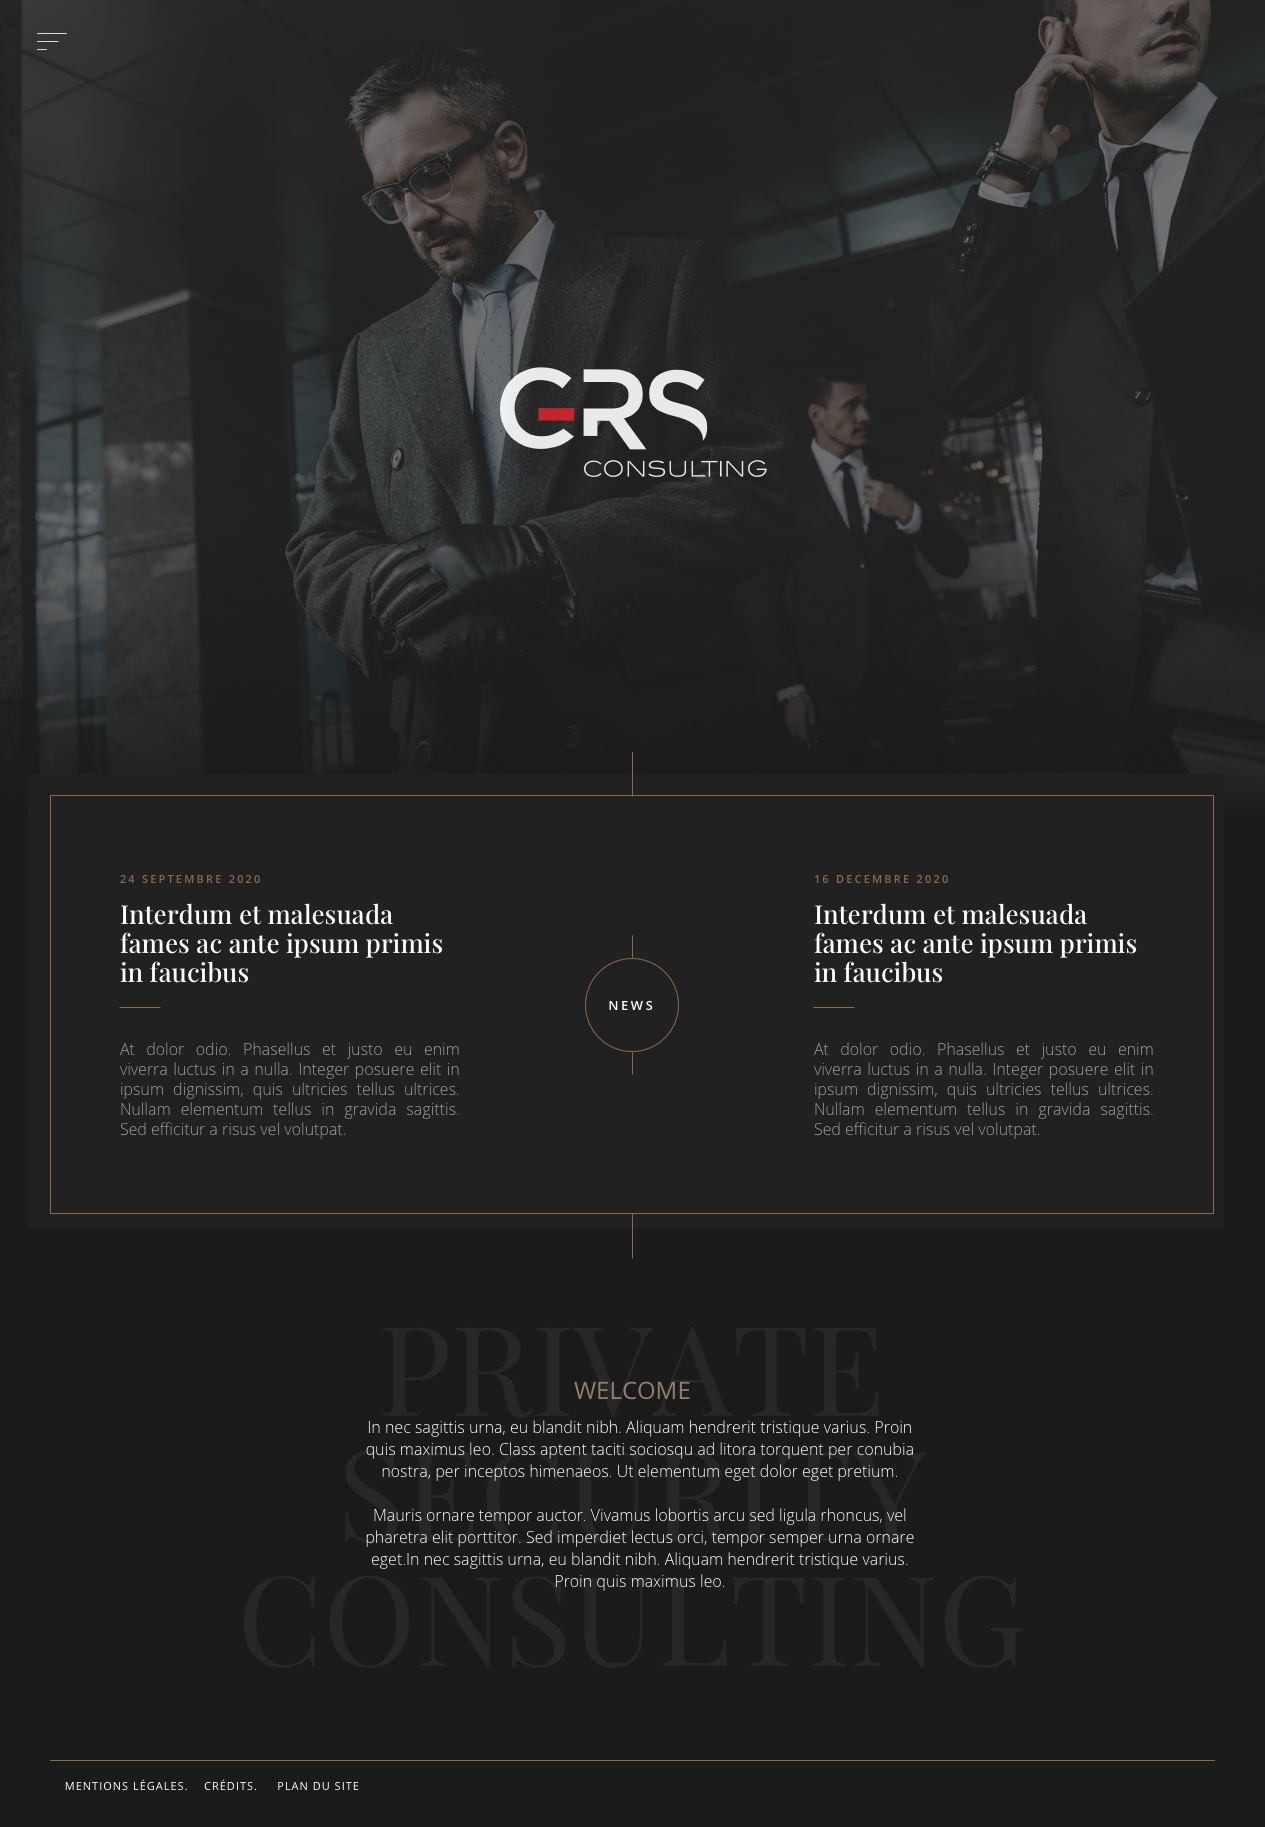 GRS
CONSULTING
24 SEPTEMBRE 2020
Interdum et malesuada
fames ac ante ipsum primis
in faucibus
At dolor odio. Phasellus et justo eu enim
viverra luctus in a nulla. Integer posuere elit in
ipsum dignissim, quis ultricies tellus ultrices.
Nullam elementum tellus in gravida sagittis.
Sed efficitur a risus vel volutpat.
NEWS
16 DECEMBRE 2020
Interdum et malesuada
fames ac ante ipsum primis
in faucibus
At dolor odio. Phasellus et justo eu enim
viverra luctus in a nulla. Integer posuere elit in
ipsum dignissim, quis ultricies tellus ultrices.
Nullam elementum tellus in gravida sagittis.
Sed efficitur a risus vel volutpat.
PRIVATE
SECURITY
CONSULTING
WELCOME
In nec sagittis urna, eu blandit nibh. Aliquam hendrerit tristique varius. Proin
quis maximus leo. Class aptent taciti sociosqu ad litora torquent per conubia
nostra, per inceptos himenaeos. Ut elementum eget dolor eget pretium.
Mauris ornare tempor auctor. Vivamus lobortis arcu sed ligula rhoncus, vel
pharetra elit porttitor. Sed imperdiet lectus orci, tempor semper urna ornare
eget.In nec sagittis urna, eu blandit nibh. Aliquam hendrerit tristique varius.
Proin quis maximus leo.
MENTIONS LÉGALES. CRÉDITS. PLAN DU SITE